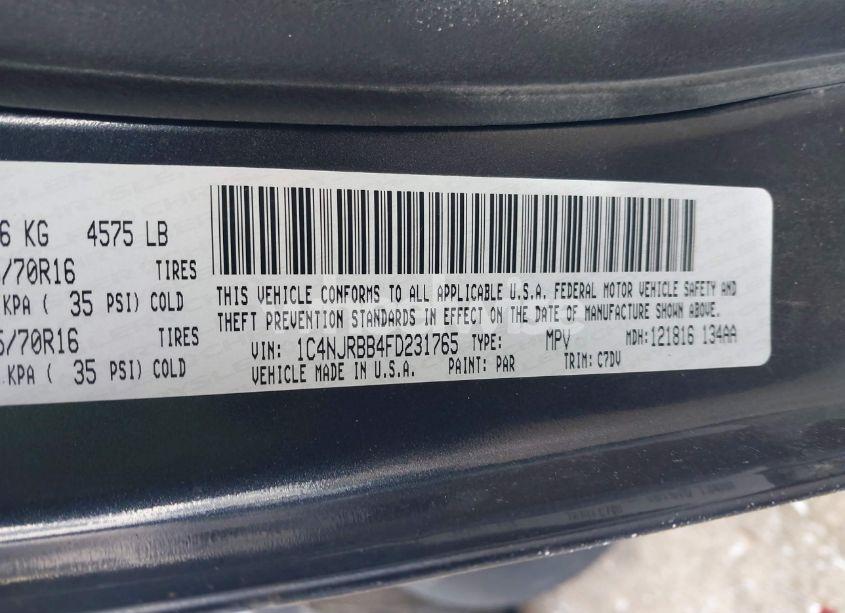 6 KG 4575 LB
/70R16 TIRES
KPA ( 35 PSI) COLD
5/70R16 TIRES
KPA ( 35 PSI) COLD
THIS VEHICLE CONFORMS TO ALL APPLICABLE U.S.A. FEDERAL MOTOR VEHICLE SAFETY AND
THEFT PREVENTION STANDARDS IN EFFECT ON THE DATE OF MANUFACTURE SHOWN ABOVE.
VIN: 1C4NJRBB4FD231765 TYPE: MPV MDH: 121816 134AA
VEHICLE MADE IN U.S.A. PAINT: PAR TRIM: C7DV